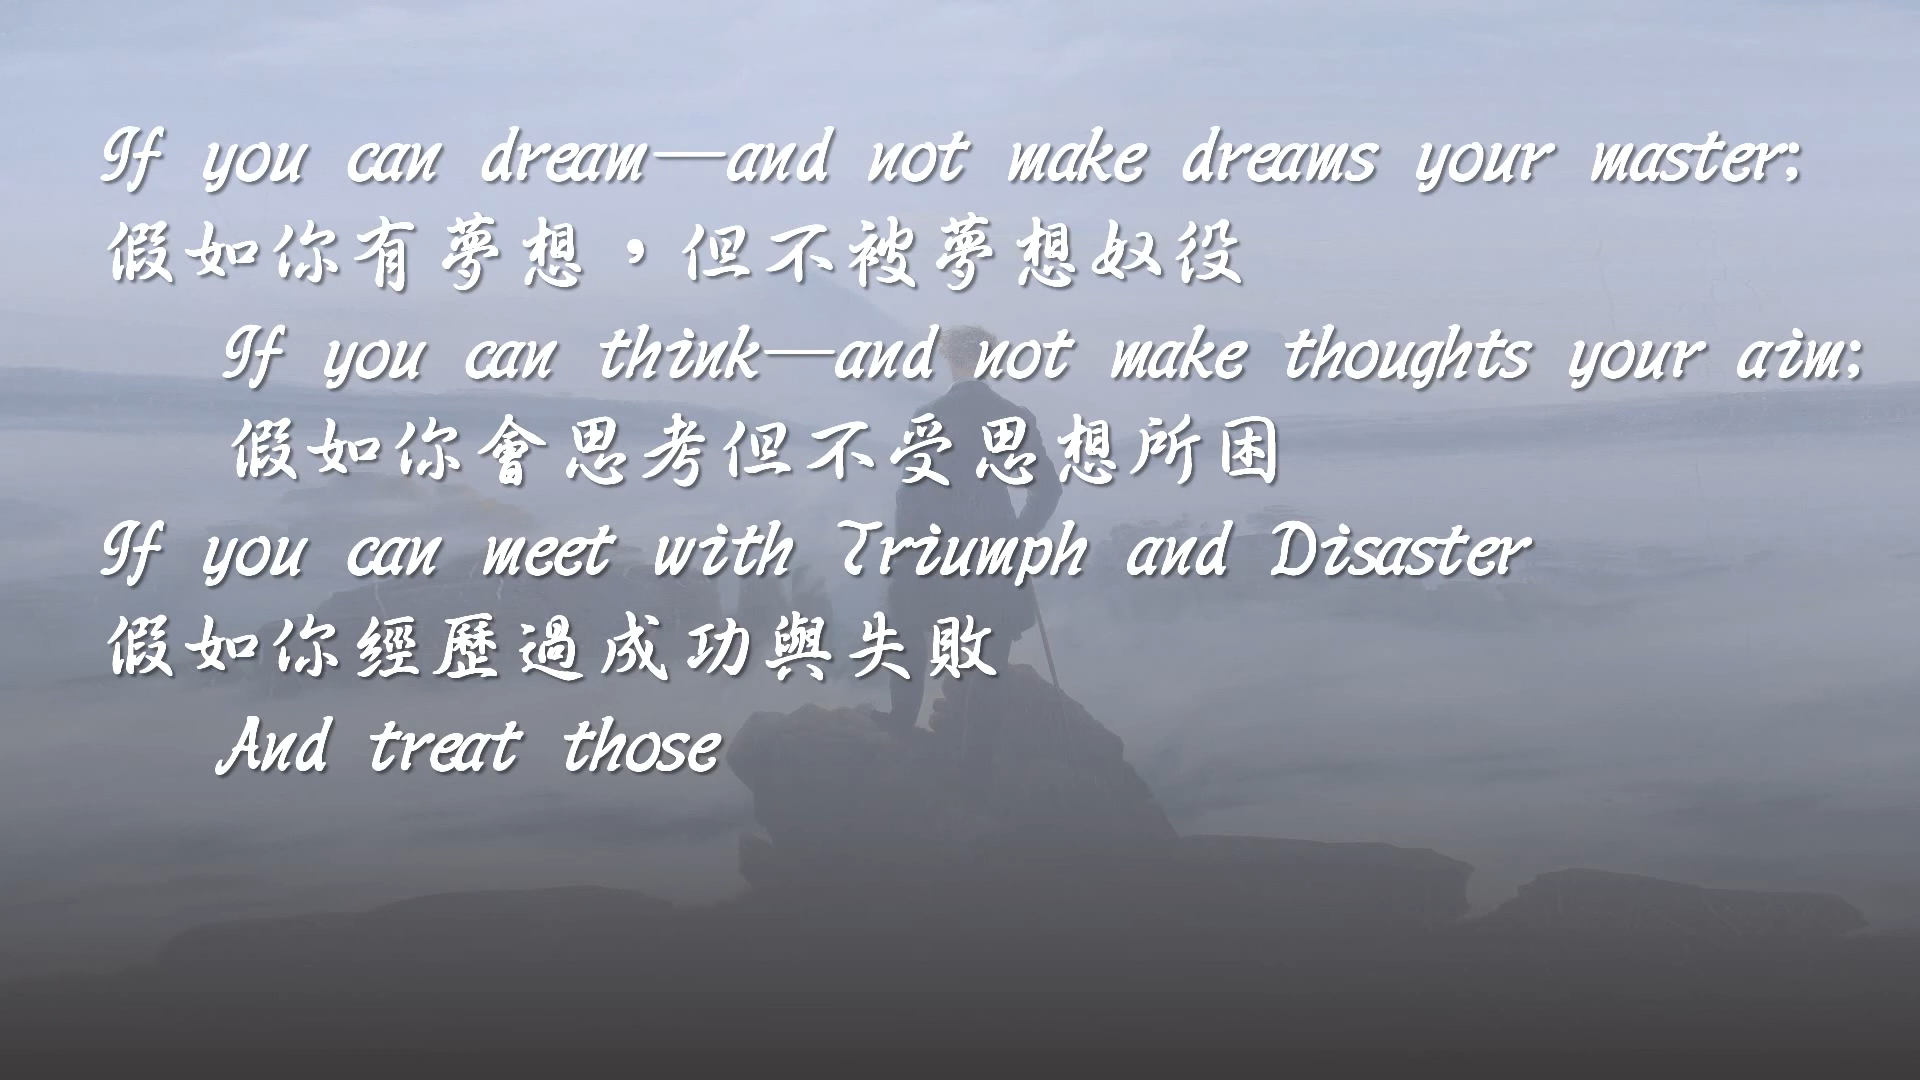 If you can dream—and not make dreams your master;
假如你有夢想，但不被夢想奴役
If you can think—and not make thoughts your aim;
假如你會思考但不受思想所困
If you can meet with Triumph and Disaster
假如你經歷過成功與失敗
And treat those